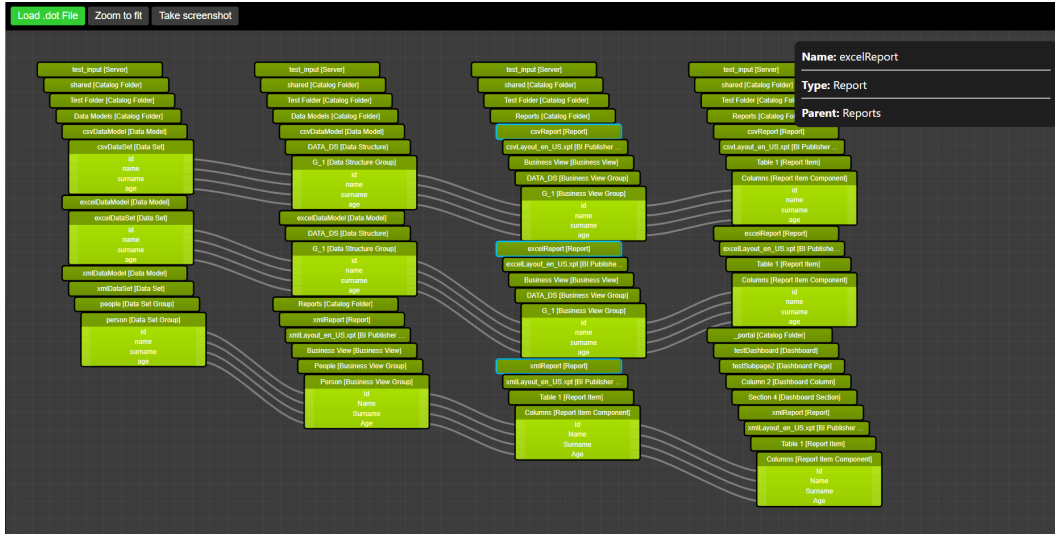 Load .dot File
Zoom to fit
Take screenshot
Name: excelReport
Type: Report
Parent: Reports
test_input [Server]
shared [Catalog Folder]
Test Folder [Catalog Folder]
Data Models [Catalog Folder]
csvDataModel [Data Model]
csvDataSet [Data Set]
id
name
surname
age
excelDataModel [Data Model]
excelDataSet [Data Set]
id
name
surname
age
xmlDataModel [Data Model]
xmlDataSet [Data Set]
people [Data Set Group]
person [Data Set Group]
id
name
surname
age
test_input [Server]
shared [Catalog Folder]
Test Folder [Catalog Folder]
Data Models [Catalog Folder]
csvDataModel [Data Model]
DATA_DS [Data Structure]
G_1 [Data Structure Group]
id
name
surname
age
excelDataModel [Data Model]
DATA_DS [Data Structure]
G_1 [Data Structure Group]
id
name
surname
age
Reports [Catalog Folder]
xmlReport [Report]
xmlLayout_en_US.xpt [BI Publisher ...
Business View [Business View]
People [Business View Group]
Person [Business View Group]
Id
Name
Surname
Age
test_input [Server]
shared [Catalog Folder]
Test Folder [Catalog Folder]
Reports [Catalog Folder]
csvReport [Report]
csvLayout_en_US.xpt [BI Publisher ...
Business View [Business View]
DATA_DS [Business View Group]
G_1 [Business View Group]
id
name
surname
age
excelReport [Report]
excelLayout_en_US.xpt [BI Publishe...
Business View [Business View]
DATA_DS [Business View Group]
G_1 [Business View Group]
id
name
surname
age
xmlReport [Report]
xmlLayout_en_US.xpt [BI Publisher ...
Table 1 [Report Item]
Columns [Report Item Component]
Id
Name
Surname
Age
test_input [Server]
shared [Catalog Folder]
Test Folder [Catalog Fol
Reports [Catalog Fol
csvReport [Report]
csvLayout_en_US.xpt [BI Publisher ...
Table 1 [Report Item]
Columns [Report Item Component]
id
name
surname
age
excelReport [Report]
excelLayout_en_US.xpt [BI Publishe...
Table 1 [Report Item]
Columns [Report Item Component]
id
name
surname
age
_portal [Catalog Folder]
testDashboard [Dashboard]
testSubpage2 [Dashboard Page]
Column 2 [Dashboard Column]
Section 4 [Dashboard Section]
xmlReport [Report]
xmlLayout_en_US.xpt [BI Publisher ...
Table 1 [Report Item]
Columns [Report Item Component]
Id
Name
Surname
Age